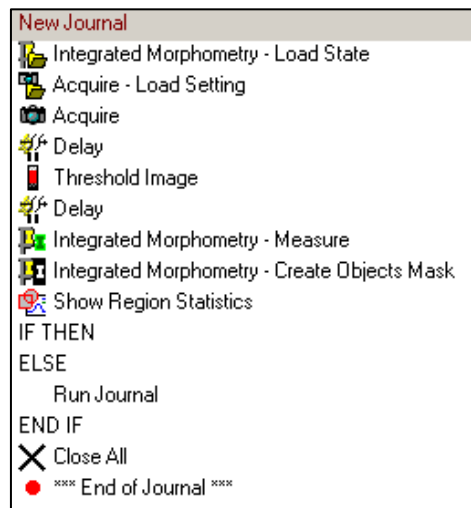 New Journal
Integrated Morphometry - Load State
Acquire - Load Setting
Acquire
Delay
Threshold Image
Delay
Integrated Morphometry - Measure
Integrated Morphometry - Create Objects Mask
Show Region Statistics
IF THEN
ELSE
Run Journal
END IF
Close All
*** End of Journal ***